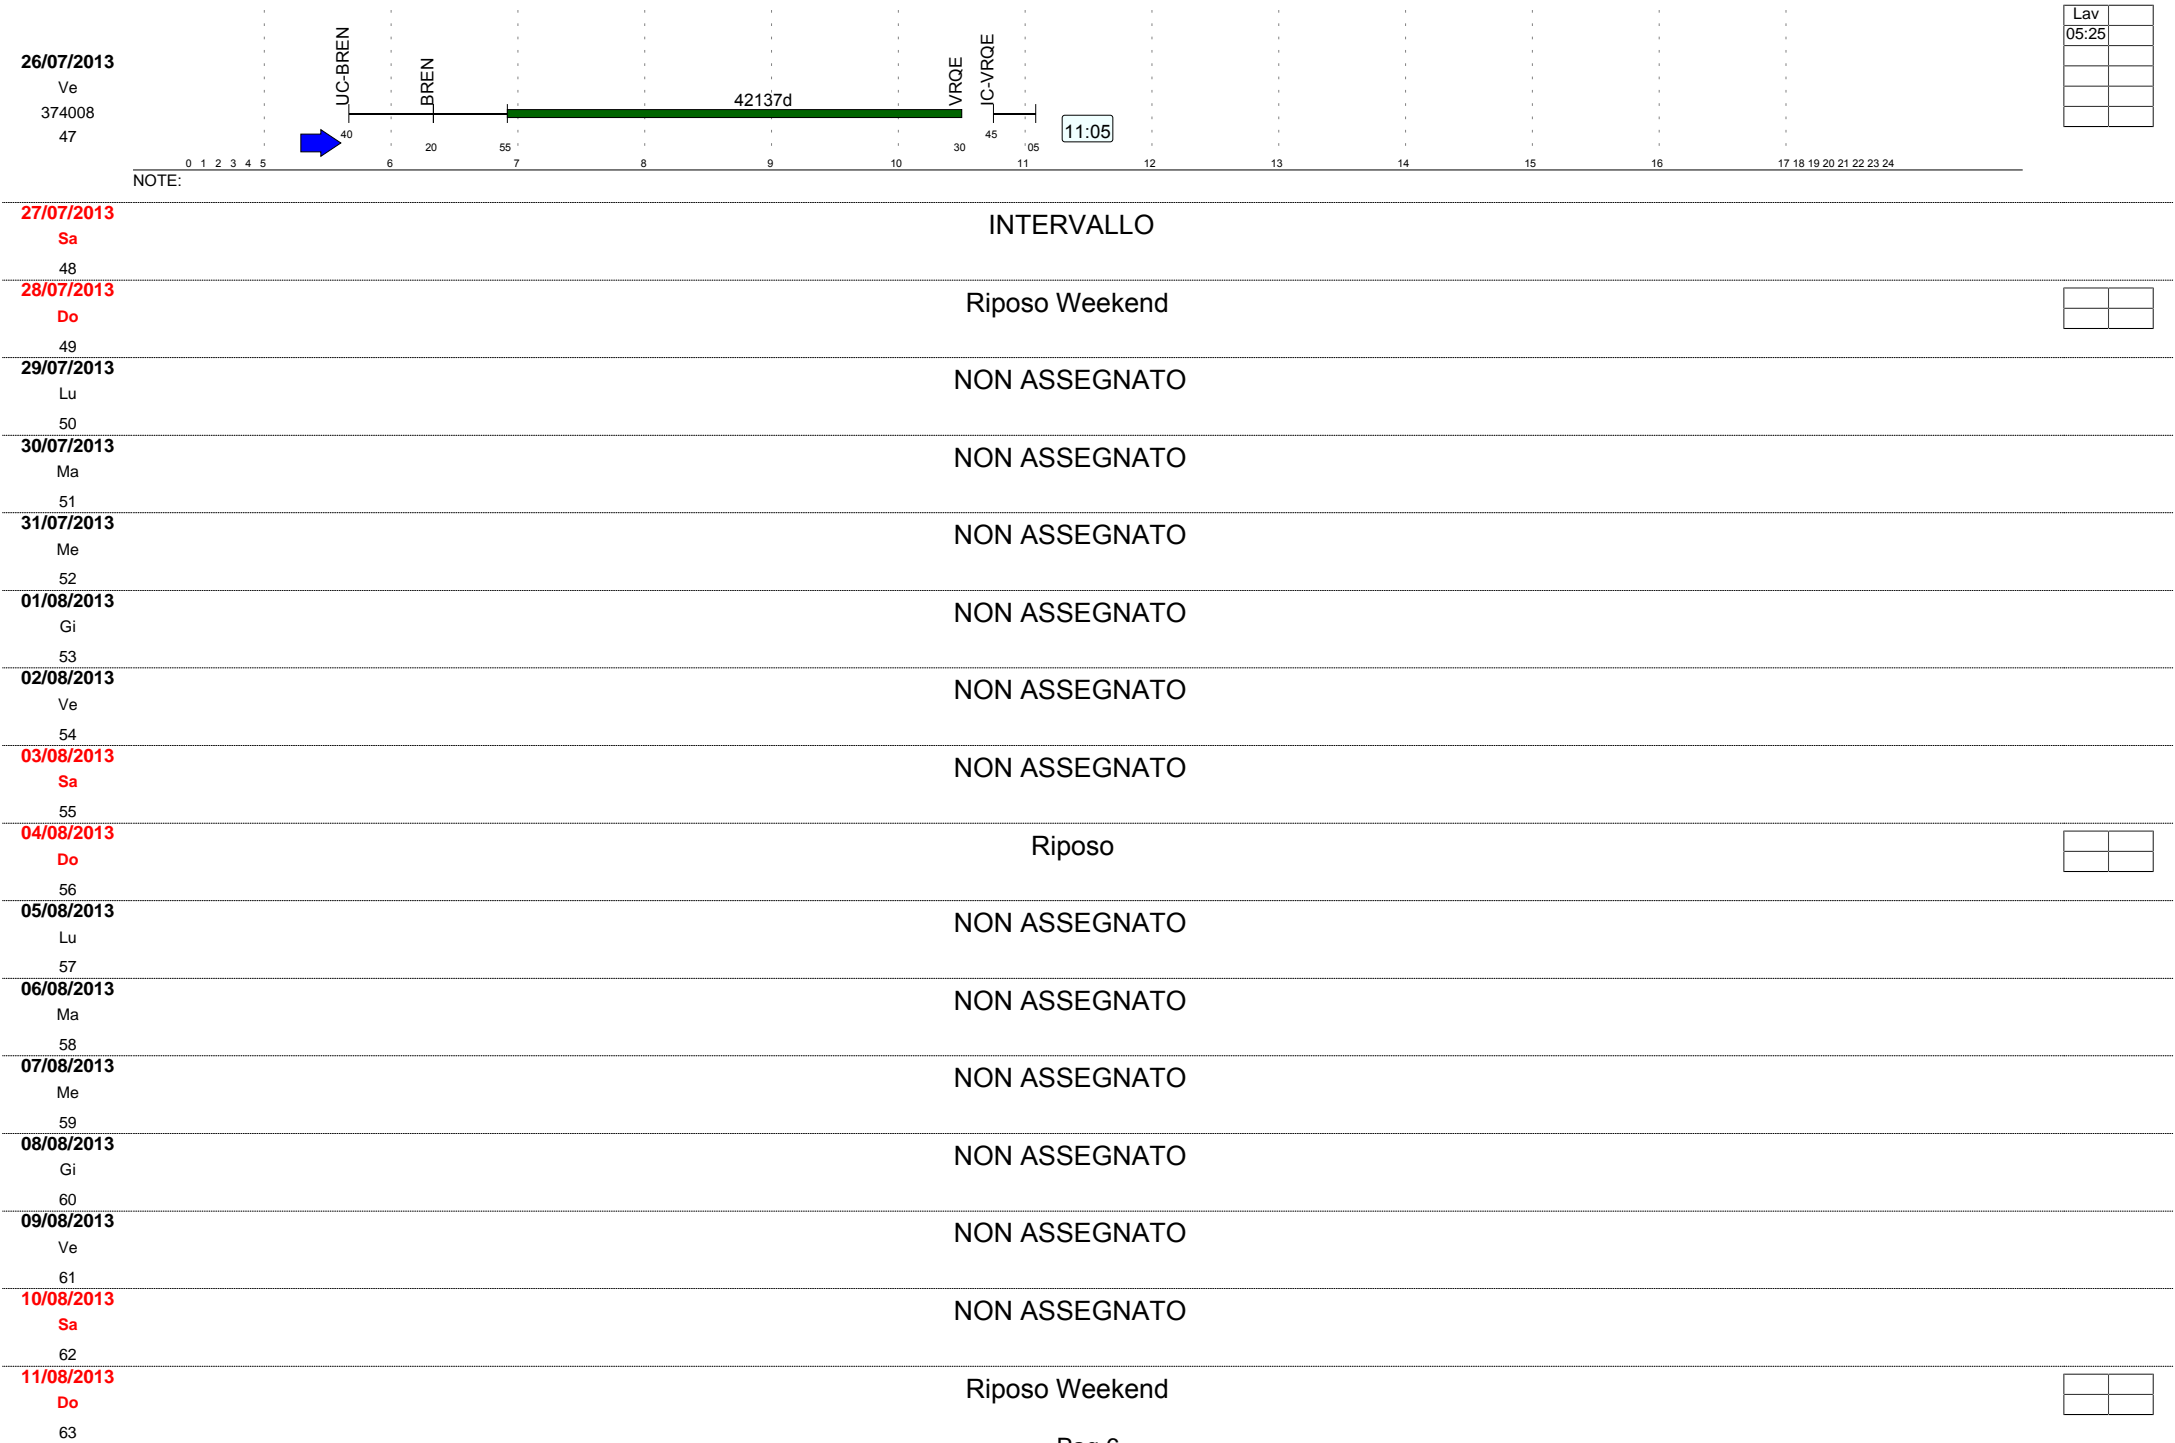 Lav
05:25
26/07/2013
Ve
374008
47
UC-BREN
BREN
42137d
VRQE
IC-VRQE
11:05
40
20
55
30
45
05
0 1 2 3 4 5 6 7 8 9 10 11 12 13 14 15 16 17 18 19 20 21 22 23 24
NOTE:
27/07/2013
Sa
48
INTERVALLO
28/07/2013
Do
49
Riposo Weekend
29/07/2013
Lu
50
NON ASSEGNATO
30/07/2013
Ma
51
NON ASSEGNATO
31/07/2013
Me
52
NON ASSEGNATO
01/08/2013
Gi
53
NON ASSEGNATO
02/08/2013
Ve
54
NON ASSEGNATO
03/08/2013
Sa
55
NON ASSEGNATO
04/08/2013
Do
56
Riposo
05/08/2013
Lu
57
NON ASSEGNATO
06/08/2013
Ma
58
NON ASSEGNATO
07/08/2013
Me
59
NON ASSEGNATO
08/08/2013
Gi
60
NON ASSEGNATO
09/08/2013
Ve
61
NON ASSEGNATO
10/08/2013
Sa
62
NON ASSEGNATO
11/08/2013
Do
63
Riposo Weekend